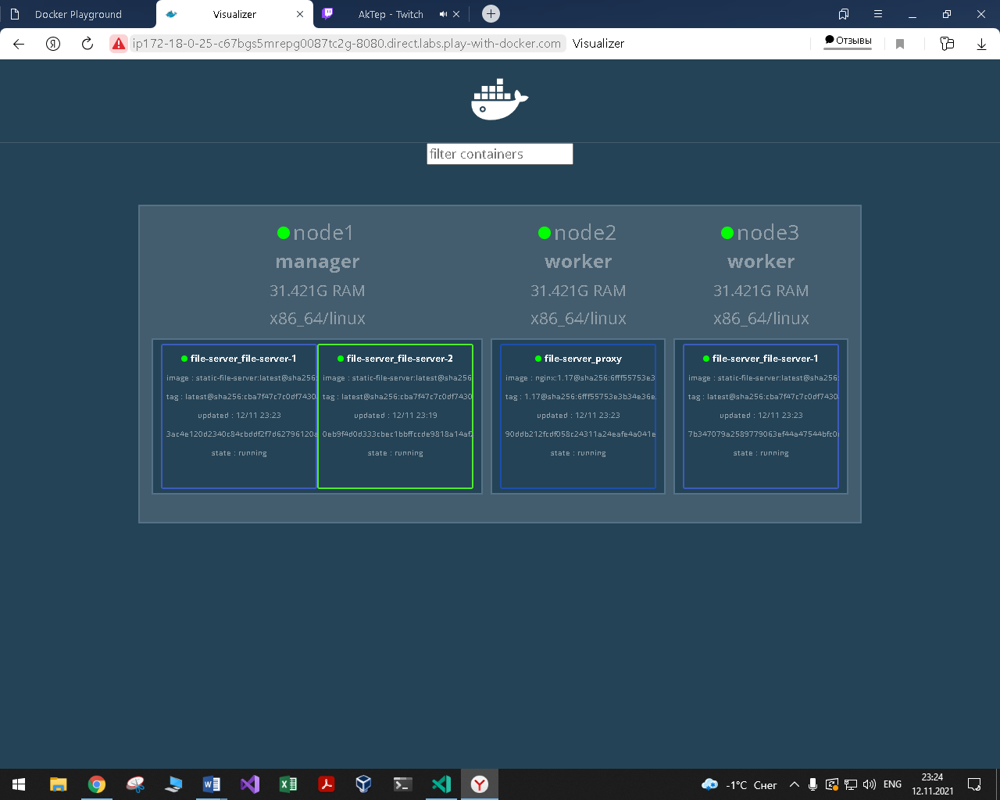 Docker Playground
Visualizer
AkTep - Twitch
ip172-18-0-25-c67bgs5mrepg0087tc2g-8080.direct.labs.play-with-docker.com
Visualizer
Отзывы
filter containers
node1
manager
31.421G RAM
x86_64/linux
file-server_file-server-1
image : static-file-server:latest@sha256:
tag : latest@sha256:cba7f47c7c0df7430
updated : 12/11 23:23
3ac4e120d2340c84cbddf2f7d62796120a
state : running
file-server_file-server-2
image : static-file-server:latest@sha256
tag : latest@sha256:cba7f47c7c0df7430
updated : 12/11 23:19
0eb9f4d0d333cbec1bbffccde9818a14af2
state : running
node2
worker
31.421G RAM
x86_64/linux
file-server_proxy
image : nginx:1.17@sha256:6fff55753e3
tag : 1.17@sha256:6fff55753e3b34e36e
updated : 12/11 23:23
90ddb212fcdf058c24311a24eafe4a041e
state : running
node3
worker
31.421G RAM
x86_64/linux
file-server_file-server-1
image : static-file-server:latest@sha256:
tag : latest@sha256:cba7f47c7c0df7430
updated : 12/11 23:23
7b347079a2589779063ef44a47544bfc0
state : running
-1°C Снег
ENG
23:24
12.11.2021